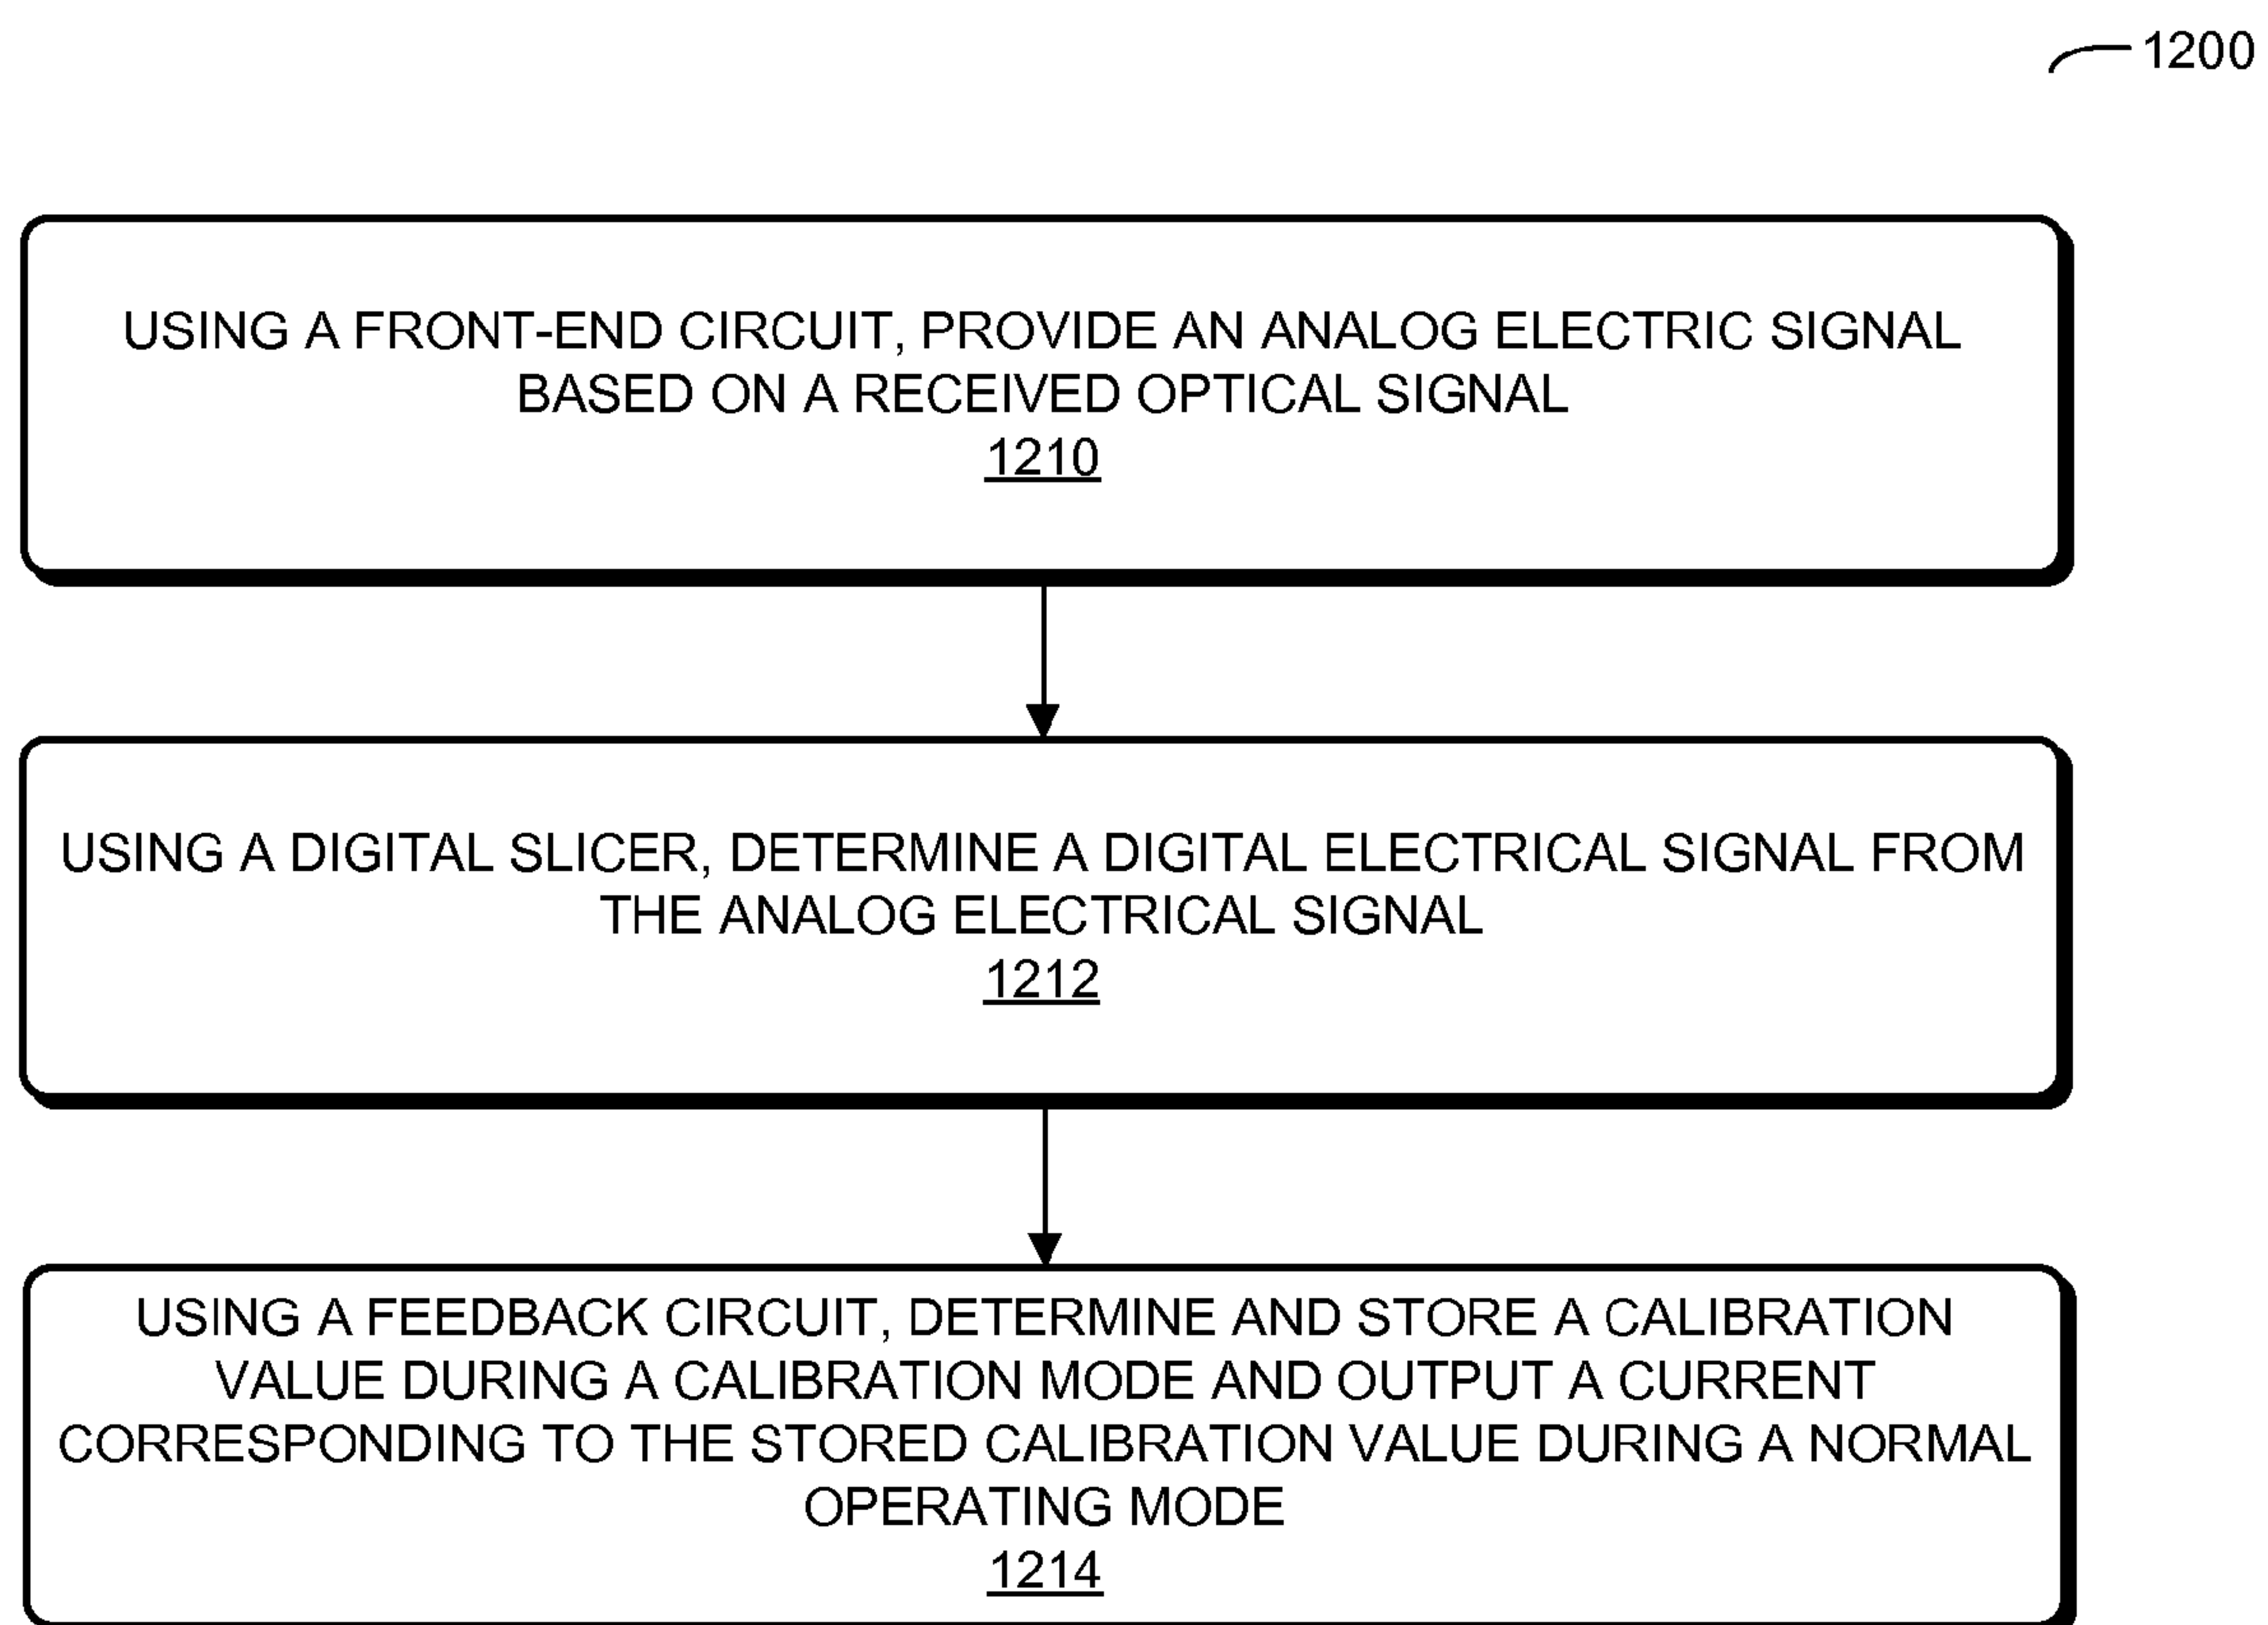 1200
USING A FRONT-END CIRCUIT, PROVIDE AN ANALOG ELECTRIC SIGNAL
BASED ON A RECEIVED OPTICAL SIGNAL
1210
USING A DIGITAL SLICER, DETERMINE A DIGITAL ELECTRICAL SIGNAL FROM
THE ANALOG ELECTRICAL SIGNAL
1212
USING A FEEDBACK CIRCUIT, DETERMINE AND STORE A CALIBRATION
VALUE DURING A CALIBRATION MODE AND OUTPUT A CURRENT
CORRESPONDING TO THE STORED CALIBRATION VALUE DURING A NORMAL
OPERATING MODE
1214